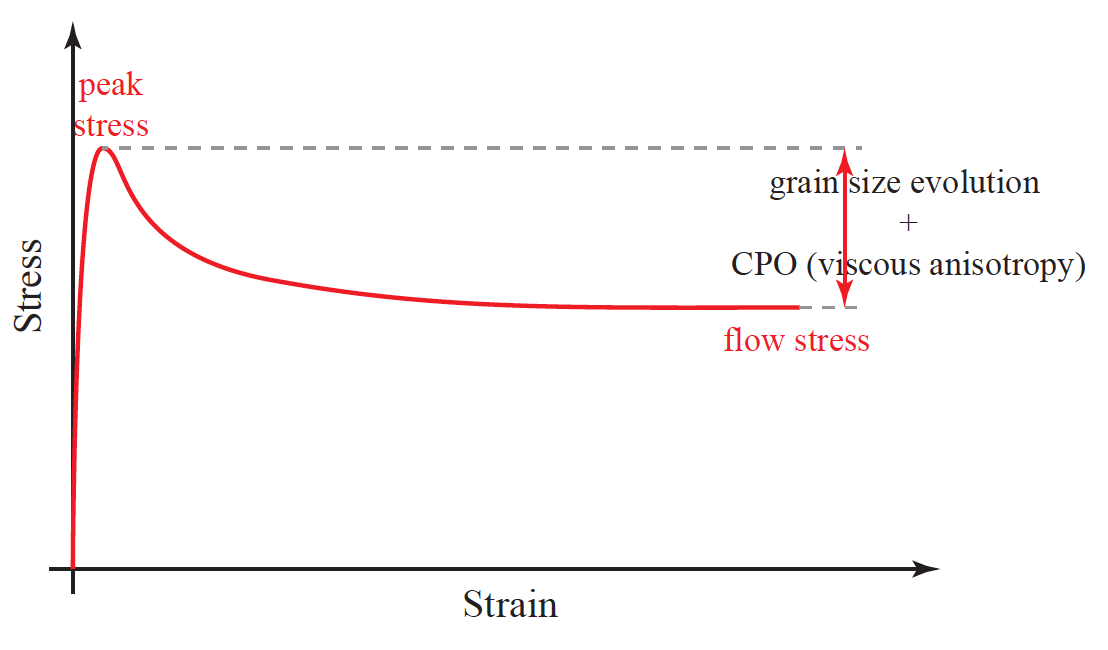 peak
stress
grain size evolution
+
CPO (viscous anisotropy)
flow stress
Stress
Strain